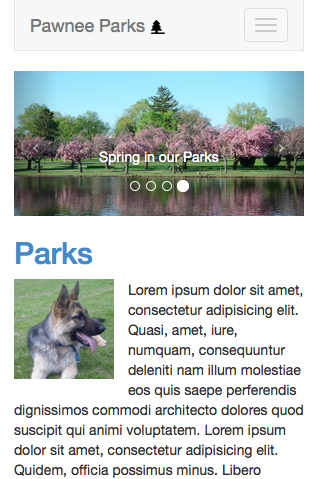 Pawnee Parks
Spring in our Parks
Parks
Lorem ipsum dolor sit amet,
consectetur adipisicing elit.
Quasi, amet, iure,
numquam, consequuntur
deleniti nam illum molestiae
eos quis saepe perferendis
dignissimos commodi architecto dolores quod
suscipit qui animi voluptatem. Lorem ipsum
dolor sit amet, consectetur adipisicing elit.
Quidem, officia possimus minus. Libero